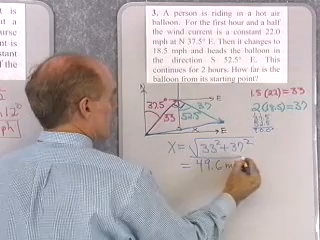 3. A person is riding in a hot air
balloon. For the first hour and a half
the wind current is a constant 22.0
mph at N 37.5° E. Then it changes to
18.5 mph and heads the balloon in
the direction S 52.5° E. This
continues for 2 hours. How far is the
balloon from its starting point?
1.5 (22) = 33
2 (18.5) = 37
N
E
37.5°
33
52.5°
37
x
E
X = √33² + 37²
= 49.6 m
12°
ph